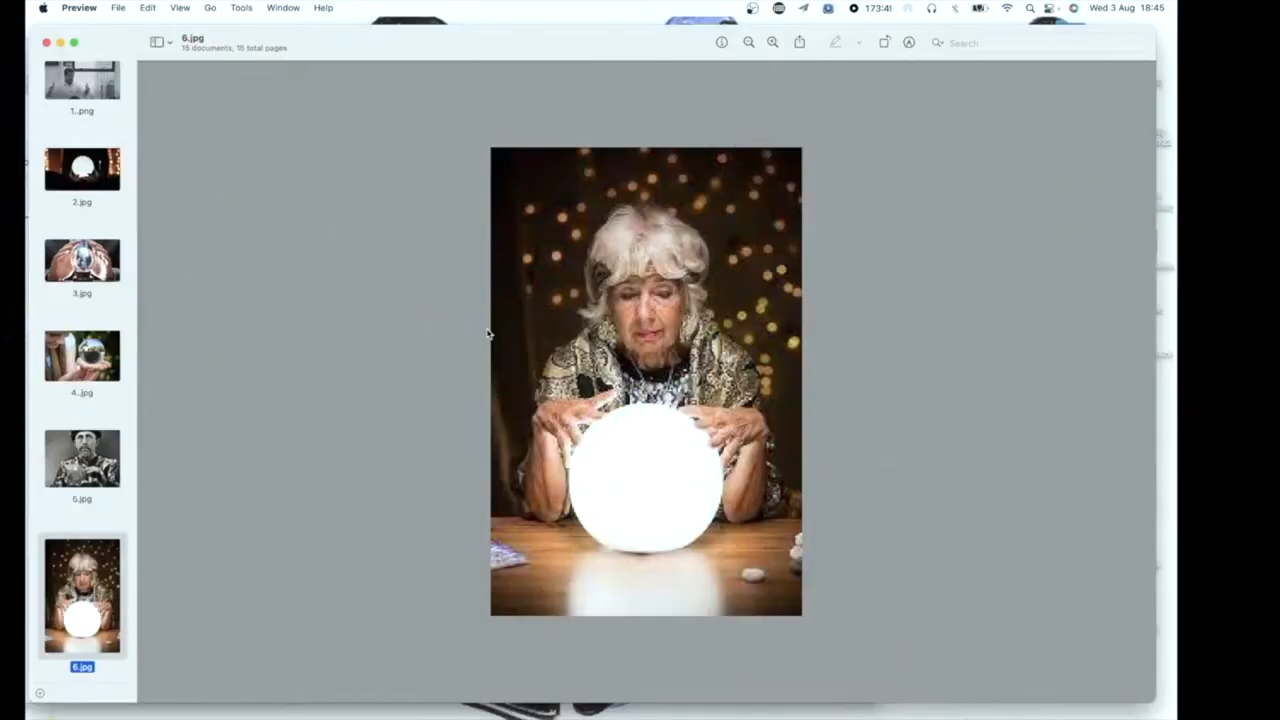 Preview File Edit View Go Tools Window Help 173:4! Wed 3 Aug 18:45
6.jpg
15 documents, 15 total pages
Search
1..png
2.jpg
3.jpg
4..jpg
5.jpg
6.jpg